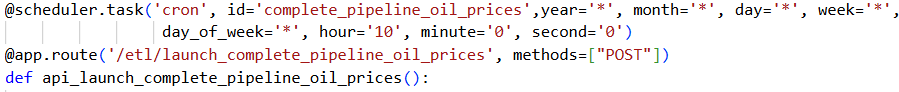 @scheduler.task('cron', id='complete_pipeline_oil_prices',year='*', month='*', day='*', week='*',
day_of_week='*', hour='10', minute='0', second='0')
@app.route('/etl/launch_complete_pipeline_oil_prices', methods=["POST"])
def api_launch_complete_pipeline_oil_prices():